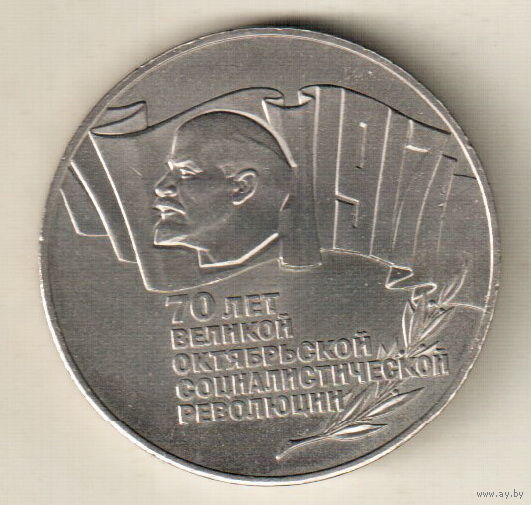 1917
70 ЛЕТ
ВЕЛИКОЙ
ОКТЯБРЬСКОЙ
СОЦИАЛИСТИЧЕСКОЙ
РЕВОЛЮЦИИ
www.ay.by